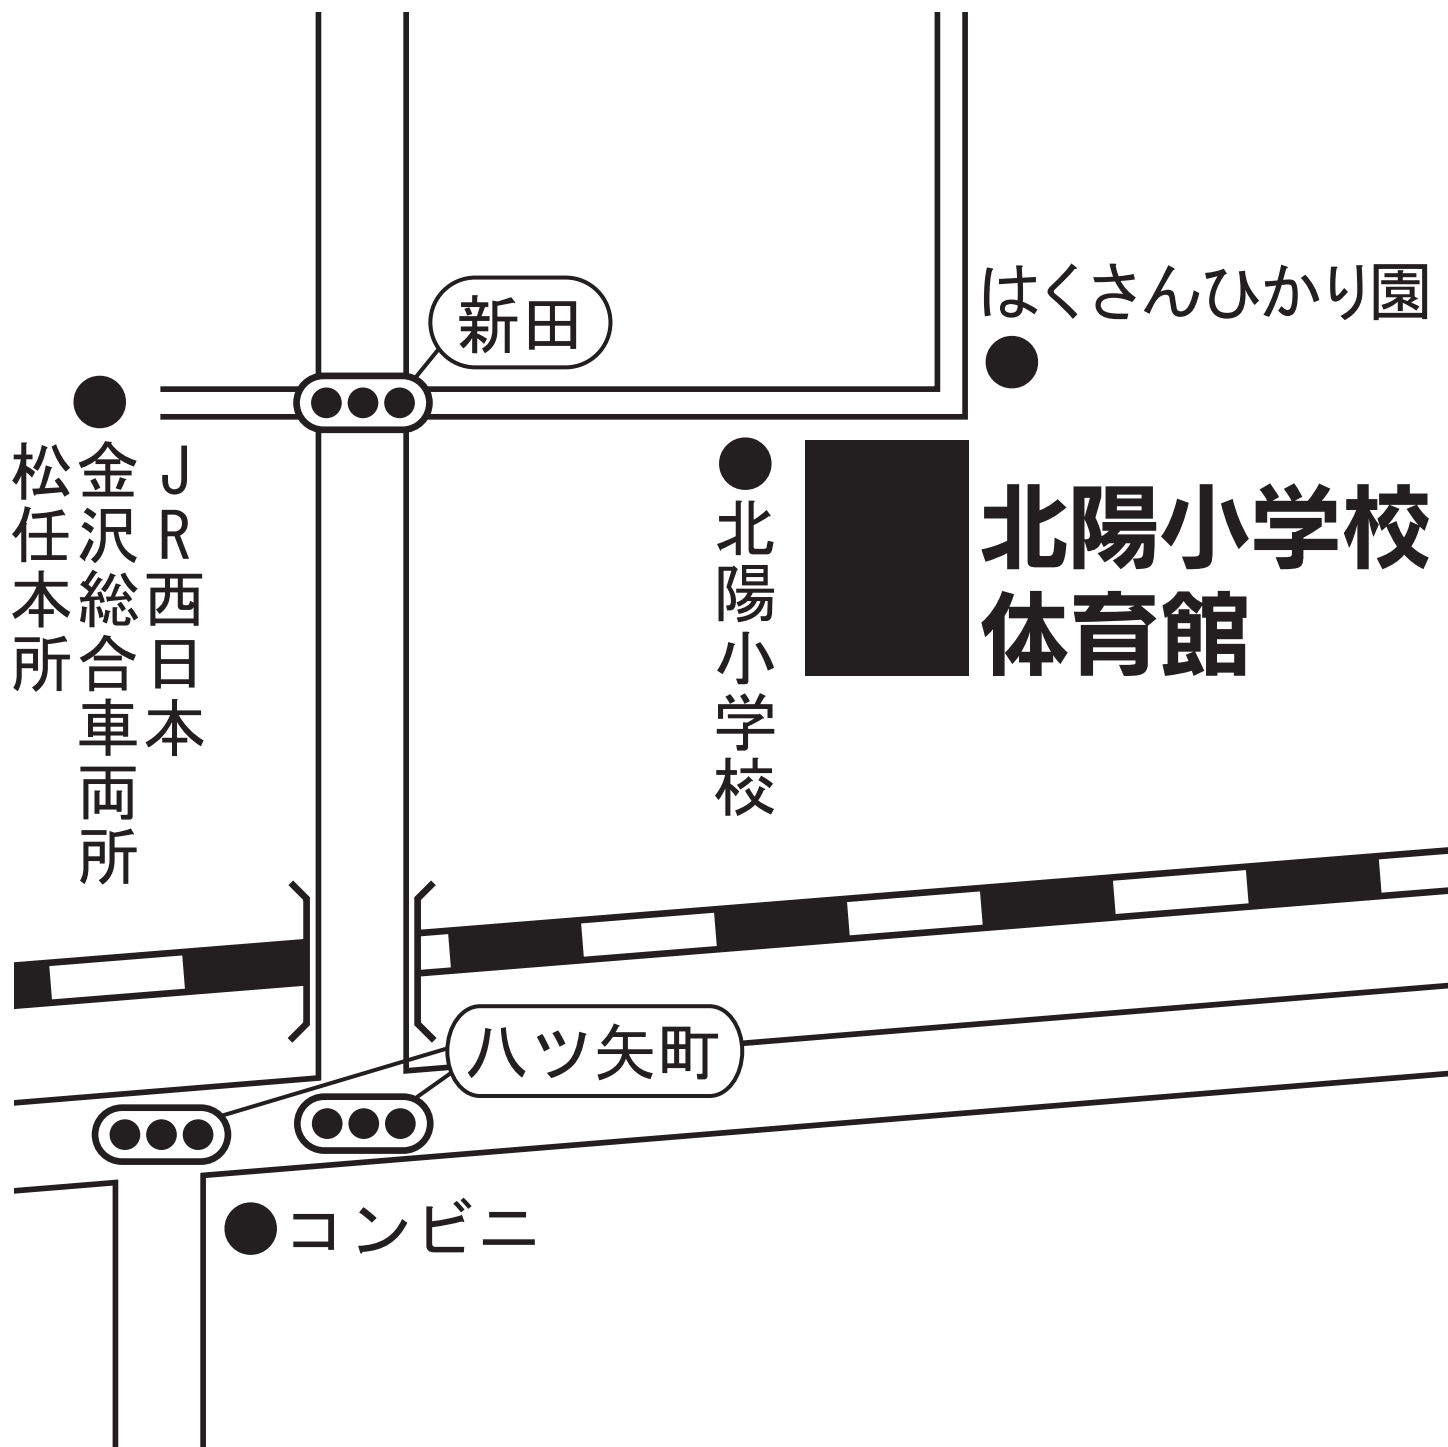 はくさんひかり園
新田
JR西日本
金沢総合車両所
松任本所
北陽小学校
北陽小学校
体育館
八ツ矢町
コンビニ